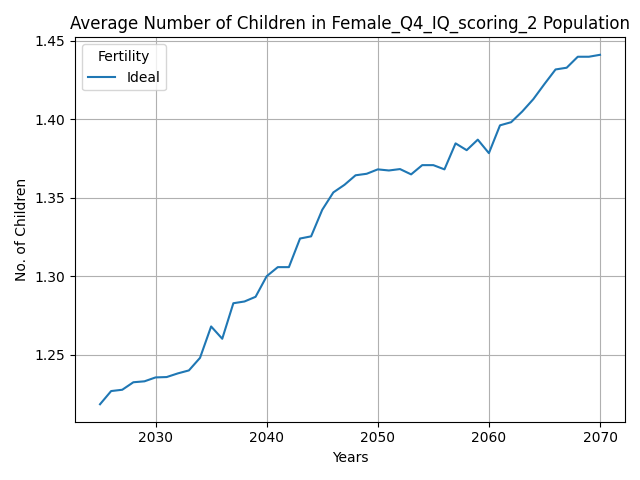 Average Number of Children in Female_Q4_IQ_scoring_2 Population
Fertility
Ideal
No. of Children
1.45
1.40
1.35
1.30
1.25
2030 2040 2050 2060 2070
Years